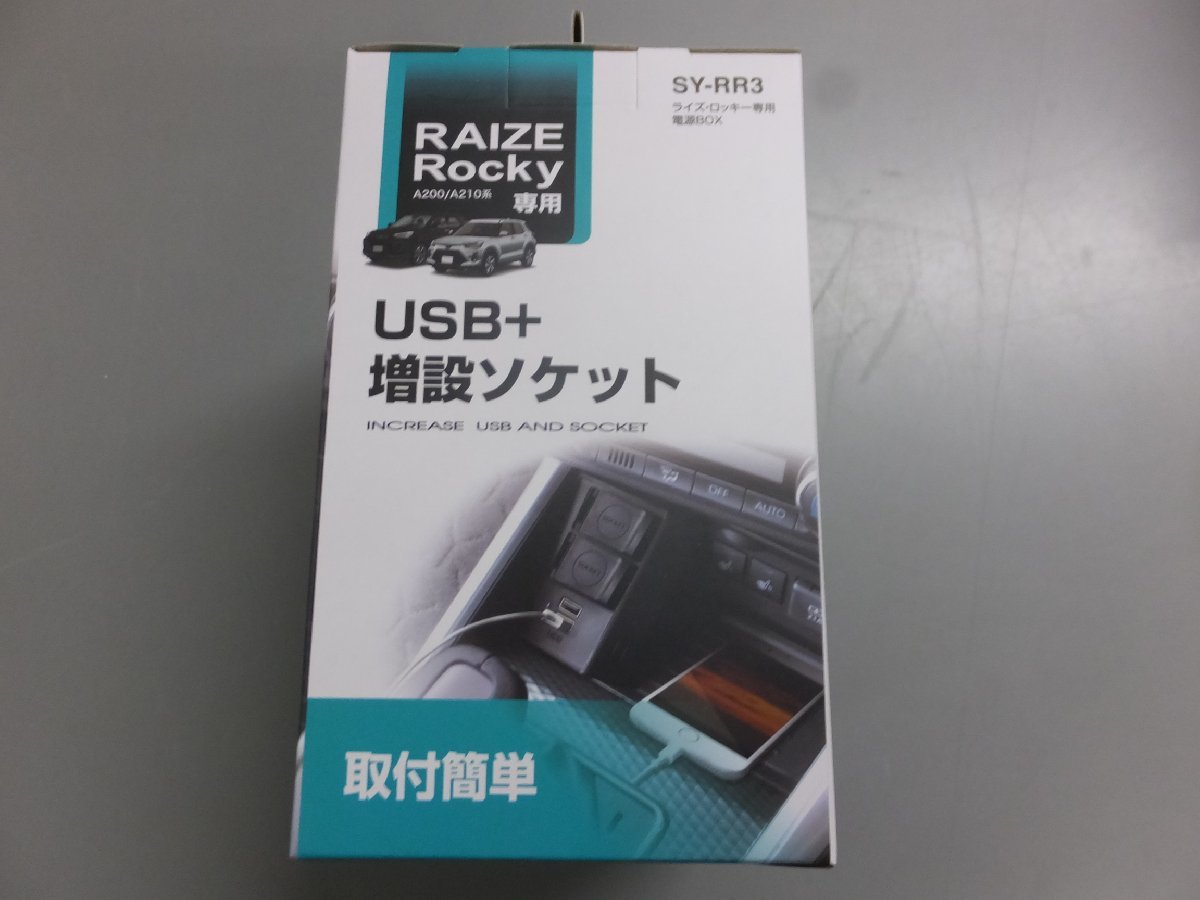 RAIZE
Rocky
A200/A210系
専用
SY-RR3
ライズ・ロッキー専用
電源BOX
USB+
増設ソケット
INCREASE USB AND SOCKET
OFF
AUTO
取付簡単